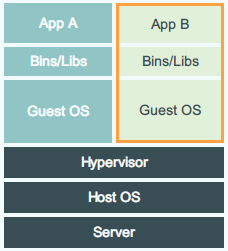 App A
App B
Bins/Libs
Bins/Libs
Guest OS
Guest OS
Hypervisor
Host OS
Server